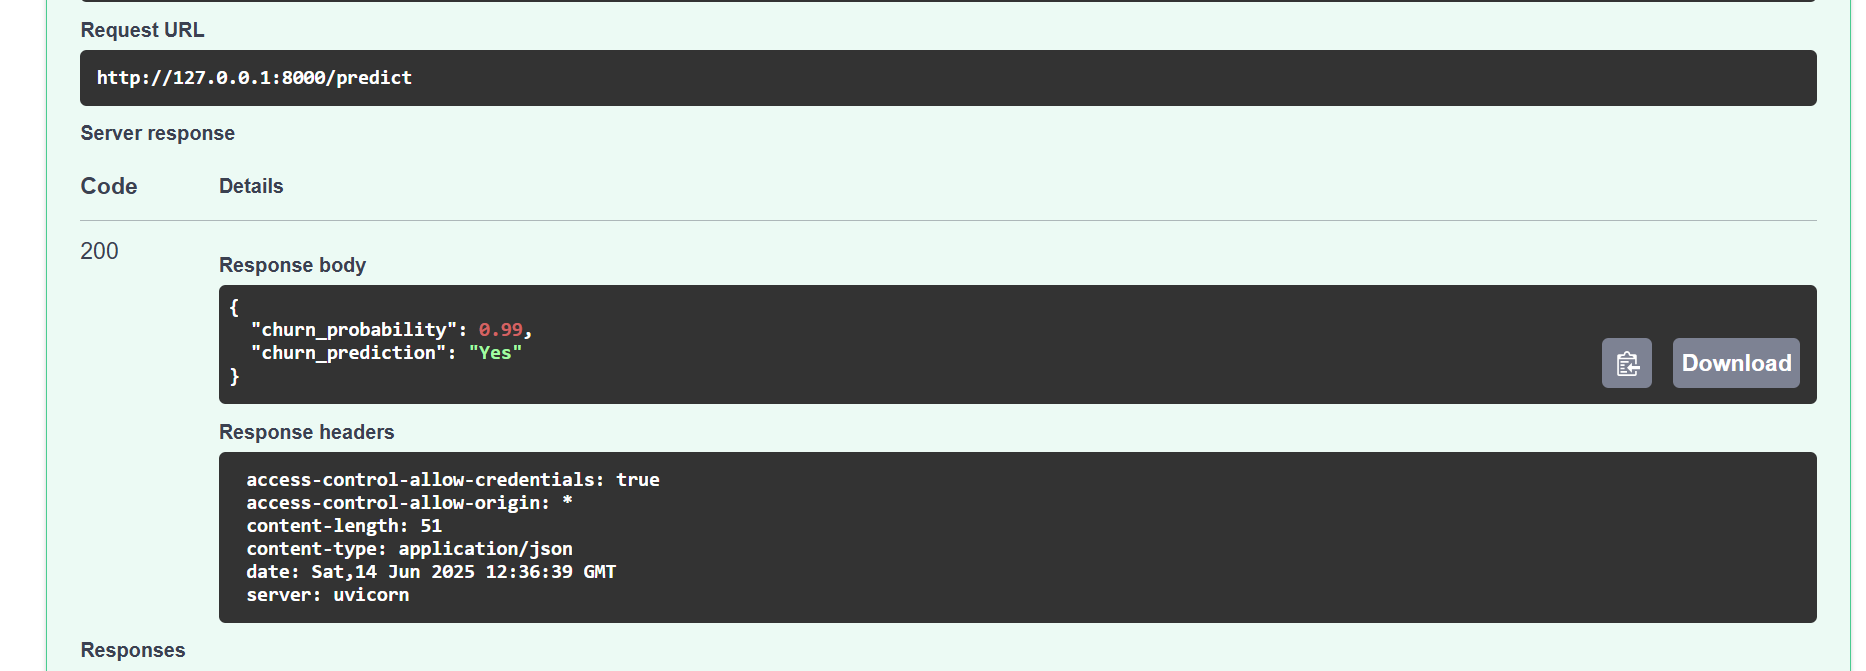 Request URL
http://127.0.0.1:8000/predict
Server response
Code Details
200
Response body
{
  "churn_probability": 0.99,
  "churn_prediction": "Yes"
}
Download
Response headers
access-control-allow-credentials: true
access-control-allow-origin: *
content-length: 51
content-type: application/json
date: Sat,14 Jun 2025 12:36:39 GMT
server: uvicorn
Responses